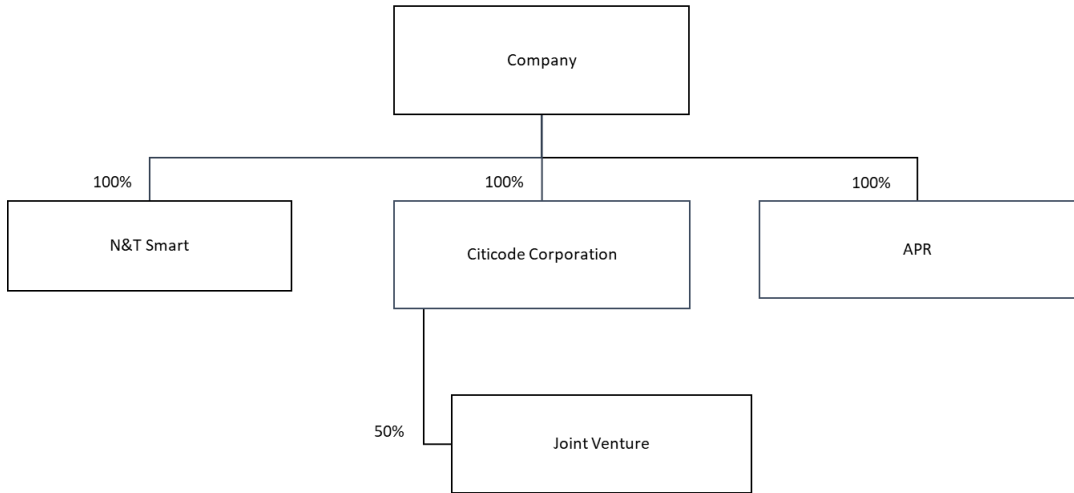 Company
100%
100%
100%
N&T Smart
Citicode Corporation
APR
50%
Joint Venture